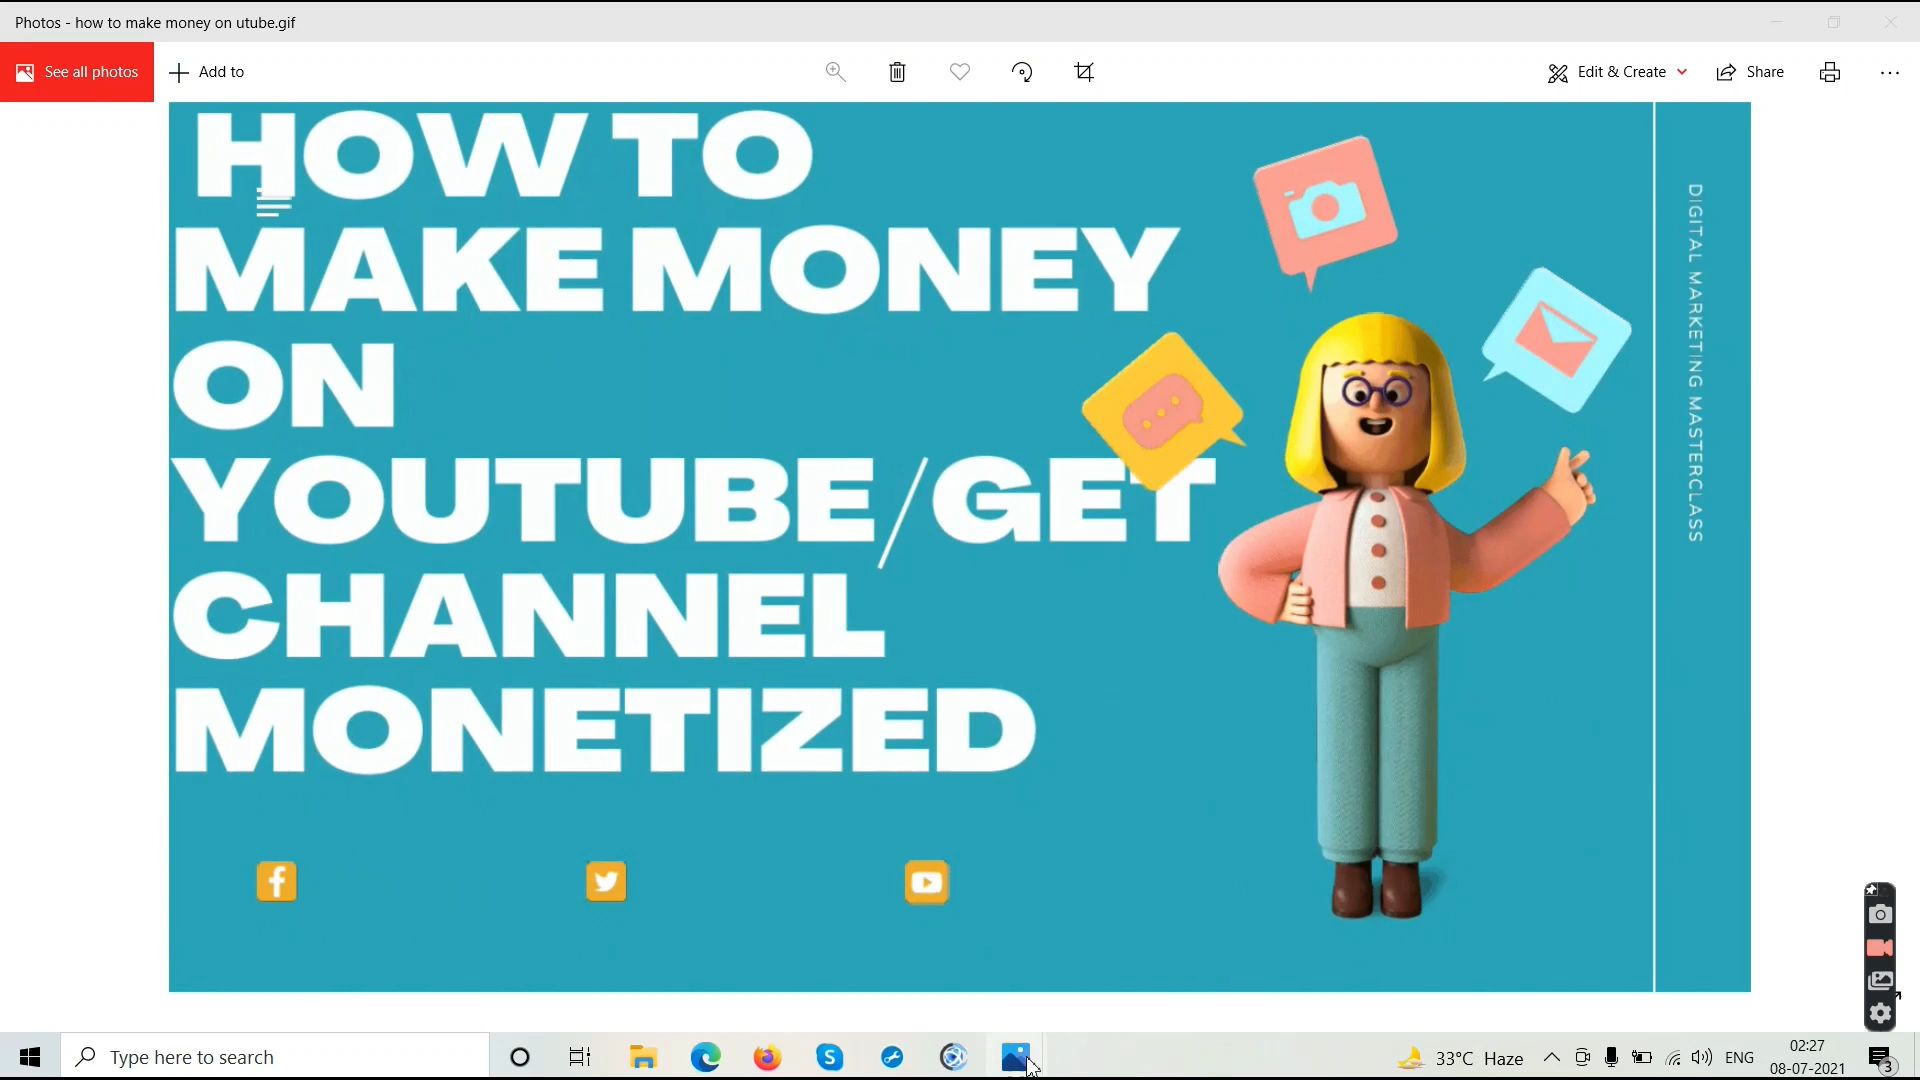 Photos - how to make money on utube.gif
See all photos
Add to
Edit & Create
Share
HOW TO
MAKE MONEY
ON
YOUTUBE/GET
CHANNEL
MONETIZED
DIGITAL MARKETING MASTERCLASS
Type here to search
33°C Haze
ENG
02:27
08-07-2021
3